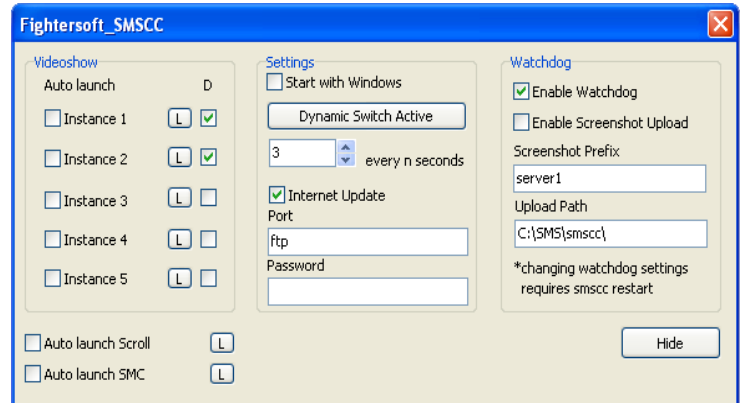 Fightersoft_SMSCC
Videoshow
Auto launch D
Instance 1 L
Instance 2 L
Instance 3 L
Instance 4 L
Instance 5 L
Auto launch Scroll L
Auto launch SMC L
Settings
Start with Windows
Dynamic Switch Active
3 every n seconds
Internet Update
Port
ftp
Password
Watchdog
Enable Watchdog
Enable Screenshot Upload
Screenshot Prefix
server1
Upload Path
C:\SMS\smscc\
*changing watchdog settings
requires smscc restart
Hide